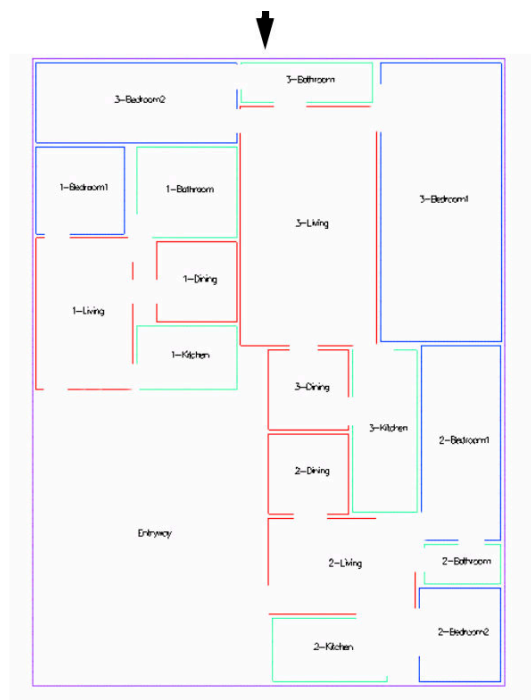 3-Bathroom
3-Bedroom2
1-Bedroom1
1-Bathroom
3-Bedroom1
3-Living
1-Dining
1-Living
1-Kitchen
3-Dining
3-Kitchen
2-Bedroom1
2-Dining
Entryway
2-Living
2-Bathroom
2-Bedroom2
2-Kitchen